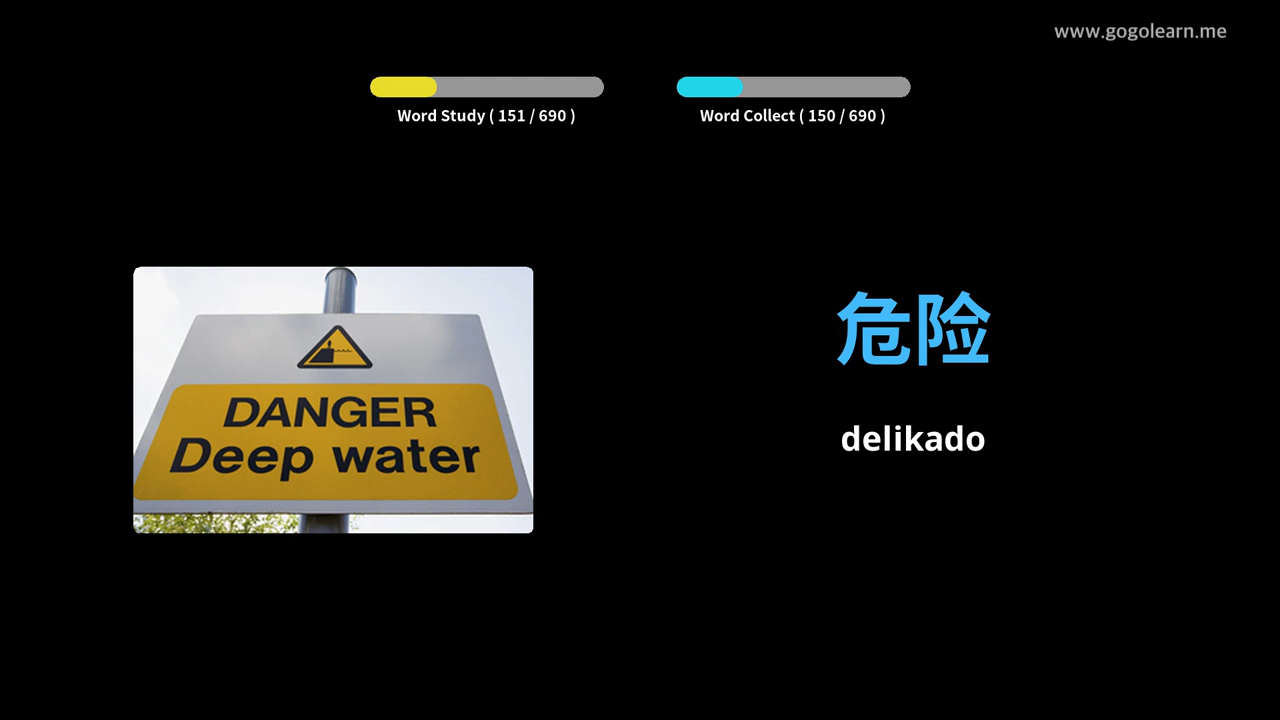 www.gogolearn.me
Word Study ( 151 / 690 )
Word Collect ( 150 / 690 )
DANGER
Deep water
危险
delikado